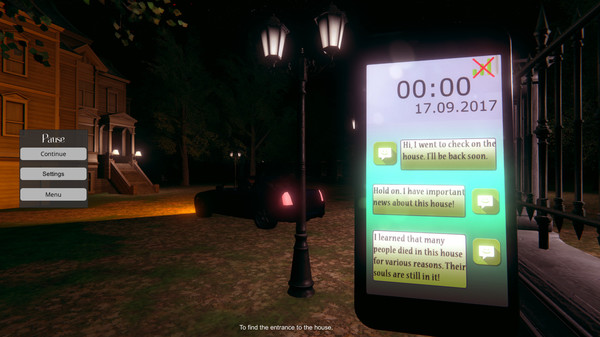 Pause
Continue
Settings
Menu
00:00
17.09.2017
Hi, I went to check on the
house. I'll be back soon.
Hold on. I have important
news about this house!
I learned that many
people died in this house
for various reasons. Their
souls are still in it!
To find the entrance to the house.